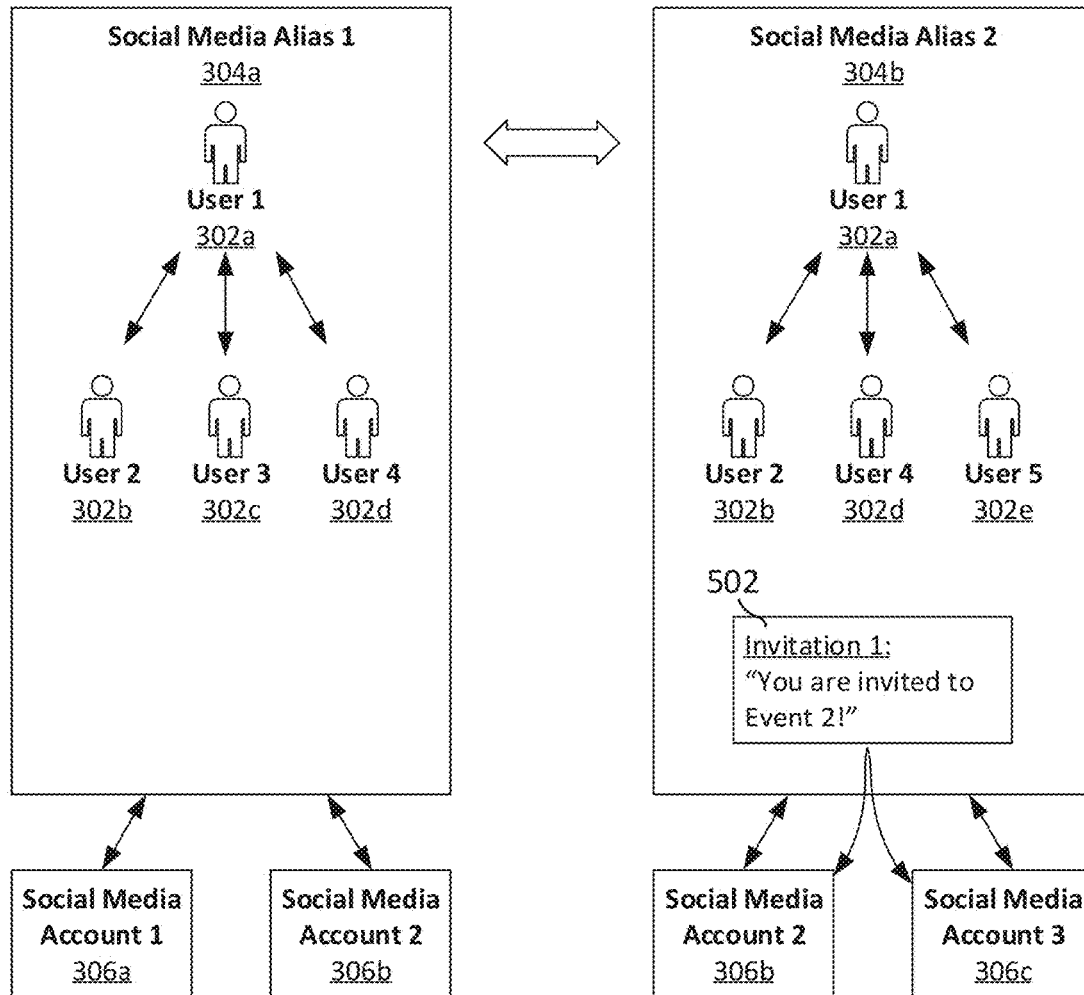 Social Media Alias 1
304a
User 1
302a
User 2
302b
User 3
302c
User 4
302d
Social Media Alias 2
304b
User 1
302a
User 2
302b
User 4
302d
User 5
302e
502
Invitation 1:
“You are invited to
Event 2!”
Social Media
Account 1
306a
Social Media
Account 2
306b
Social Media
Account 2
306b
Social Media
Account 3
306c